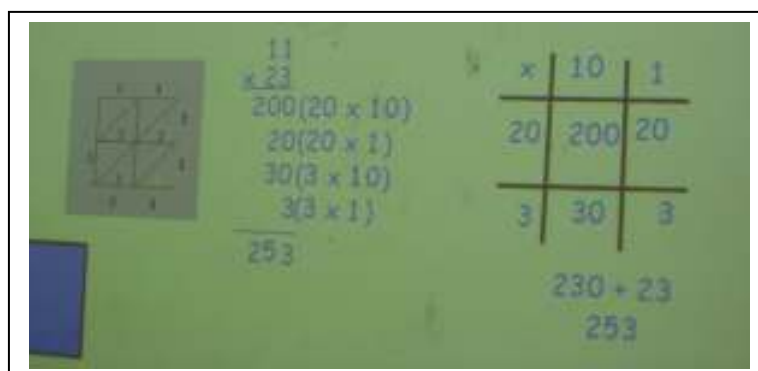 11
x 23
200(20 x 10)
20(20 x 1)
30(3 x 10)
3(3 x 1)
253
x 10 1
20 200 20
3 30 3
230 + 23
253